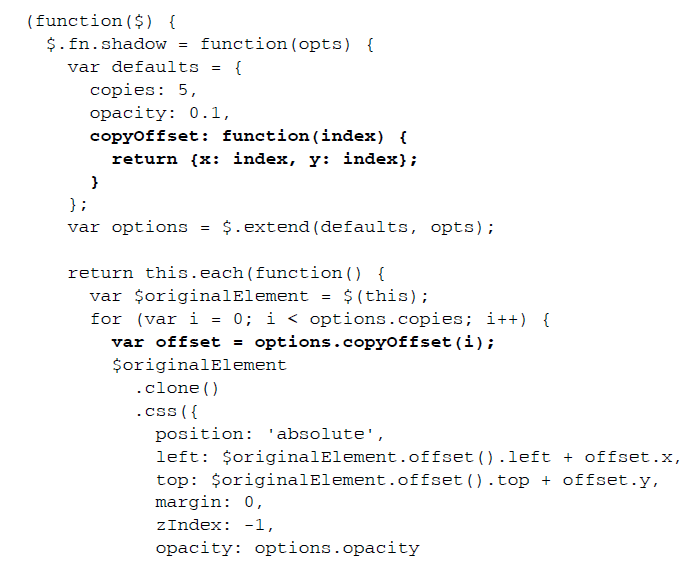 (function($) {
  $.fn.shadow = function(opts) {
    var defaults = {
      copies: 5,
      opacity: 0.1,
      copyOffset: function(index) {
        return {x: index, y: index};
      }
    };
    var options = $.extend(defaults, opts);

    return this.each(function() {
      var $originalElement = $(this);
      for (var i = 0; i < options.copies; i++) {
        var offset = options.copyOffset(i);
        $originalElement
          .clone()
          .css({
            position: 'absolute',
            left: $originalElement.offset().left + offset.x,
            top: $originalElement.offset().top + offset.y,
            margin: 0,
            zIndex: -1,
            opacity: options.opacity